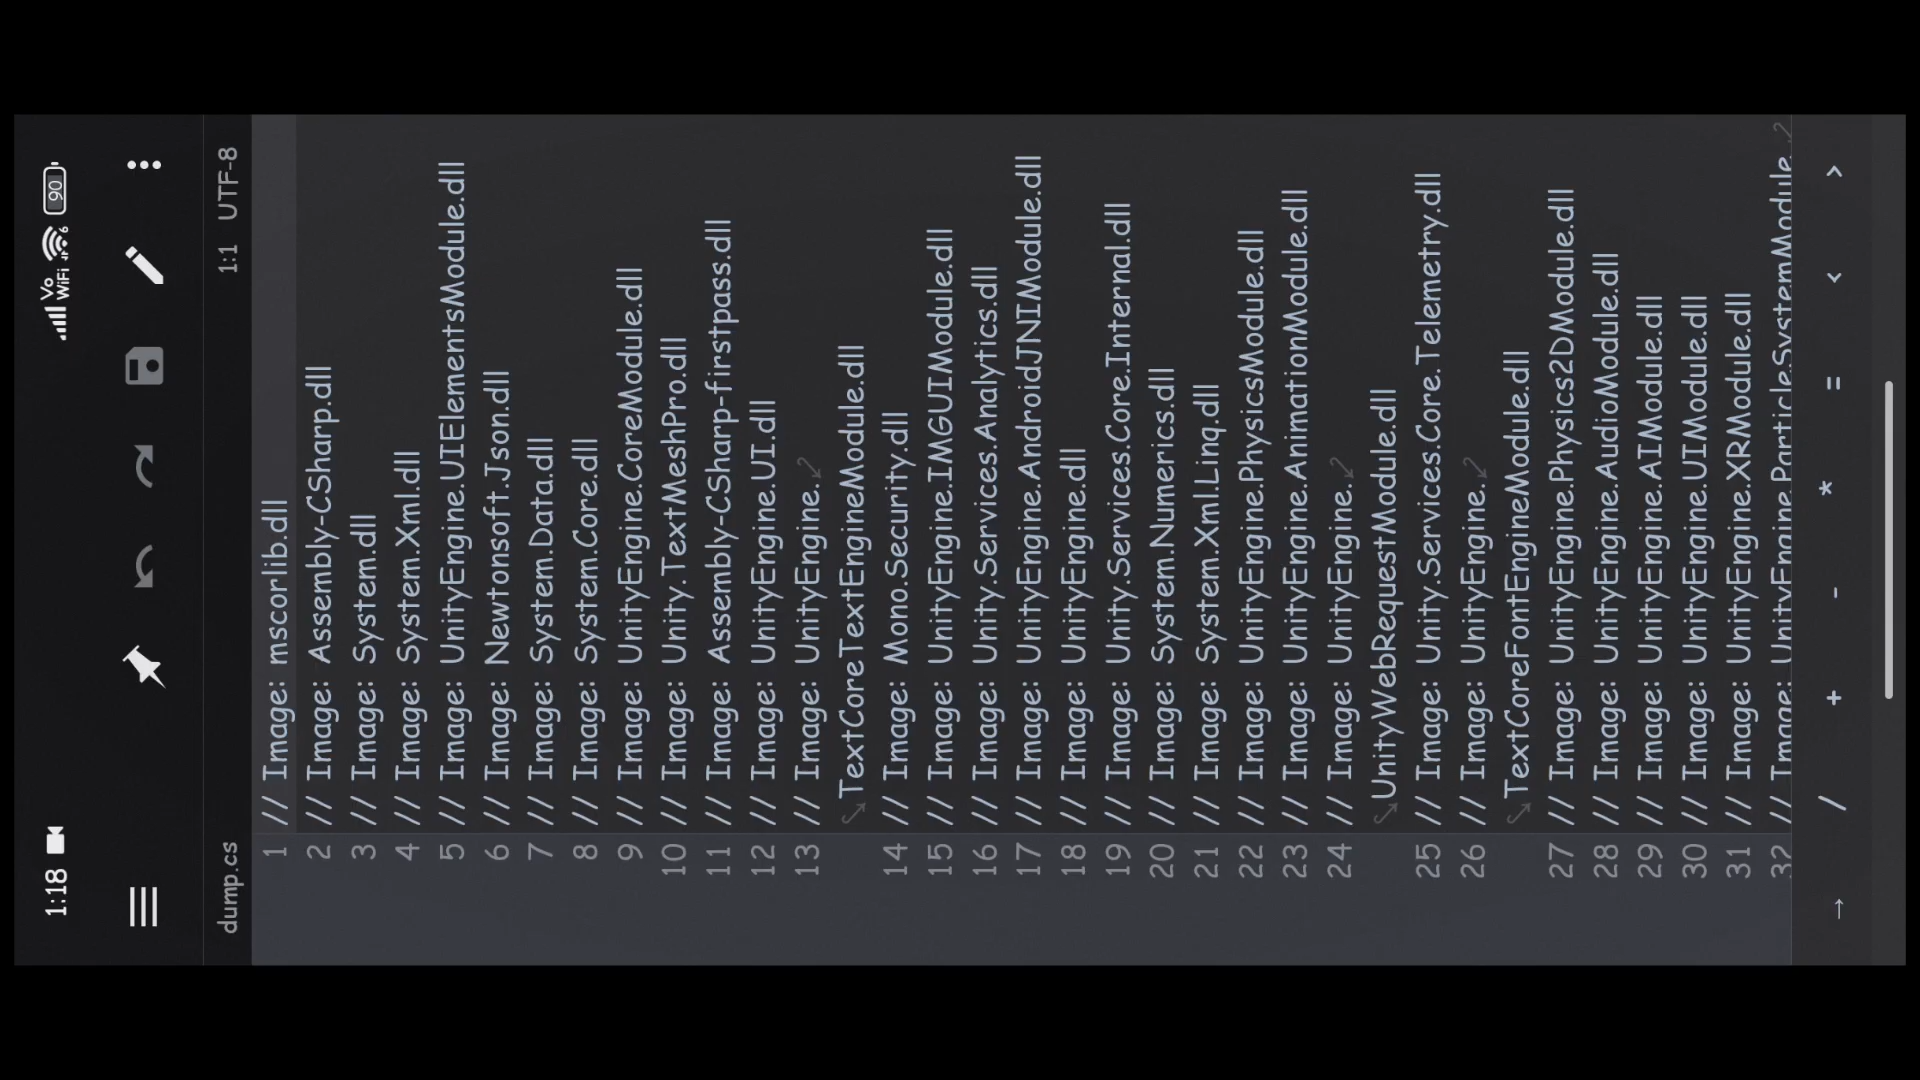 1:18
Vo WiFi 6 90
dump.cs 1:1 UTF-8
1 // Image: mscorlib.dll
2 // Image: Assembly-CSharp.dll
3 // Image: System.dll
4 // Image: System.Xml.dll
5 // Image: UnityEngine.UIElementsModule.dll
6 // Image: Newtonsoft.Json.dll
7 // Image: System.Data.dll
8 // Image: System.Core.dll
9 // Image: UnityEngine.CoreModule.dll
10 // Image: Unity.TextMeshPro.dll
11 // Image: Assembly-CSharp-firstpass.dll
12 // Image: UnityEngine.UI.dll
13 // Image: UnityEngine.
TextCoreTextEngineModule.dll
14 // Image: Mono.Security.dll
15 // Image: UnityEngine.IMGUIModule.dll
16 // Image: Unity.Services.Analytics.dll
17 // Image: UnityEngine.AndroidJNIModule.dll
18 // Image: UnityEngine.dll
19 // Image: Unity.Services.Core.Internal.dll
20 // Image: System.Numerics.dll
21 // Image: System.Xml.Linq.dll
22 // Image: UnityEngine.PhysicsModule.dll
23 // Image: UnityEngine.AnimationModule.dll
24 // Image: UnityEngine.
UnityWebRequestModule.dll
25 // Image: Unity.Services.Core.Telemetry.dll
26 // Image: UnityEngine.
TextCoreFontEngineModule.dll
27 // Image: UnityEngine.Physics2DModule.dll
28 // Image: UnityEngine.AudioModule.dll
29 // Image: UnityEngine.AIModule.dll
30 // Image: UnityEngine.UIModule.dll
31 // Image: UnityEngine.XRModule.dll
32 // Image: UnityEngine.ParticleSystemModule.
→ / + - * = < >